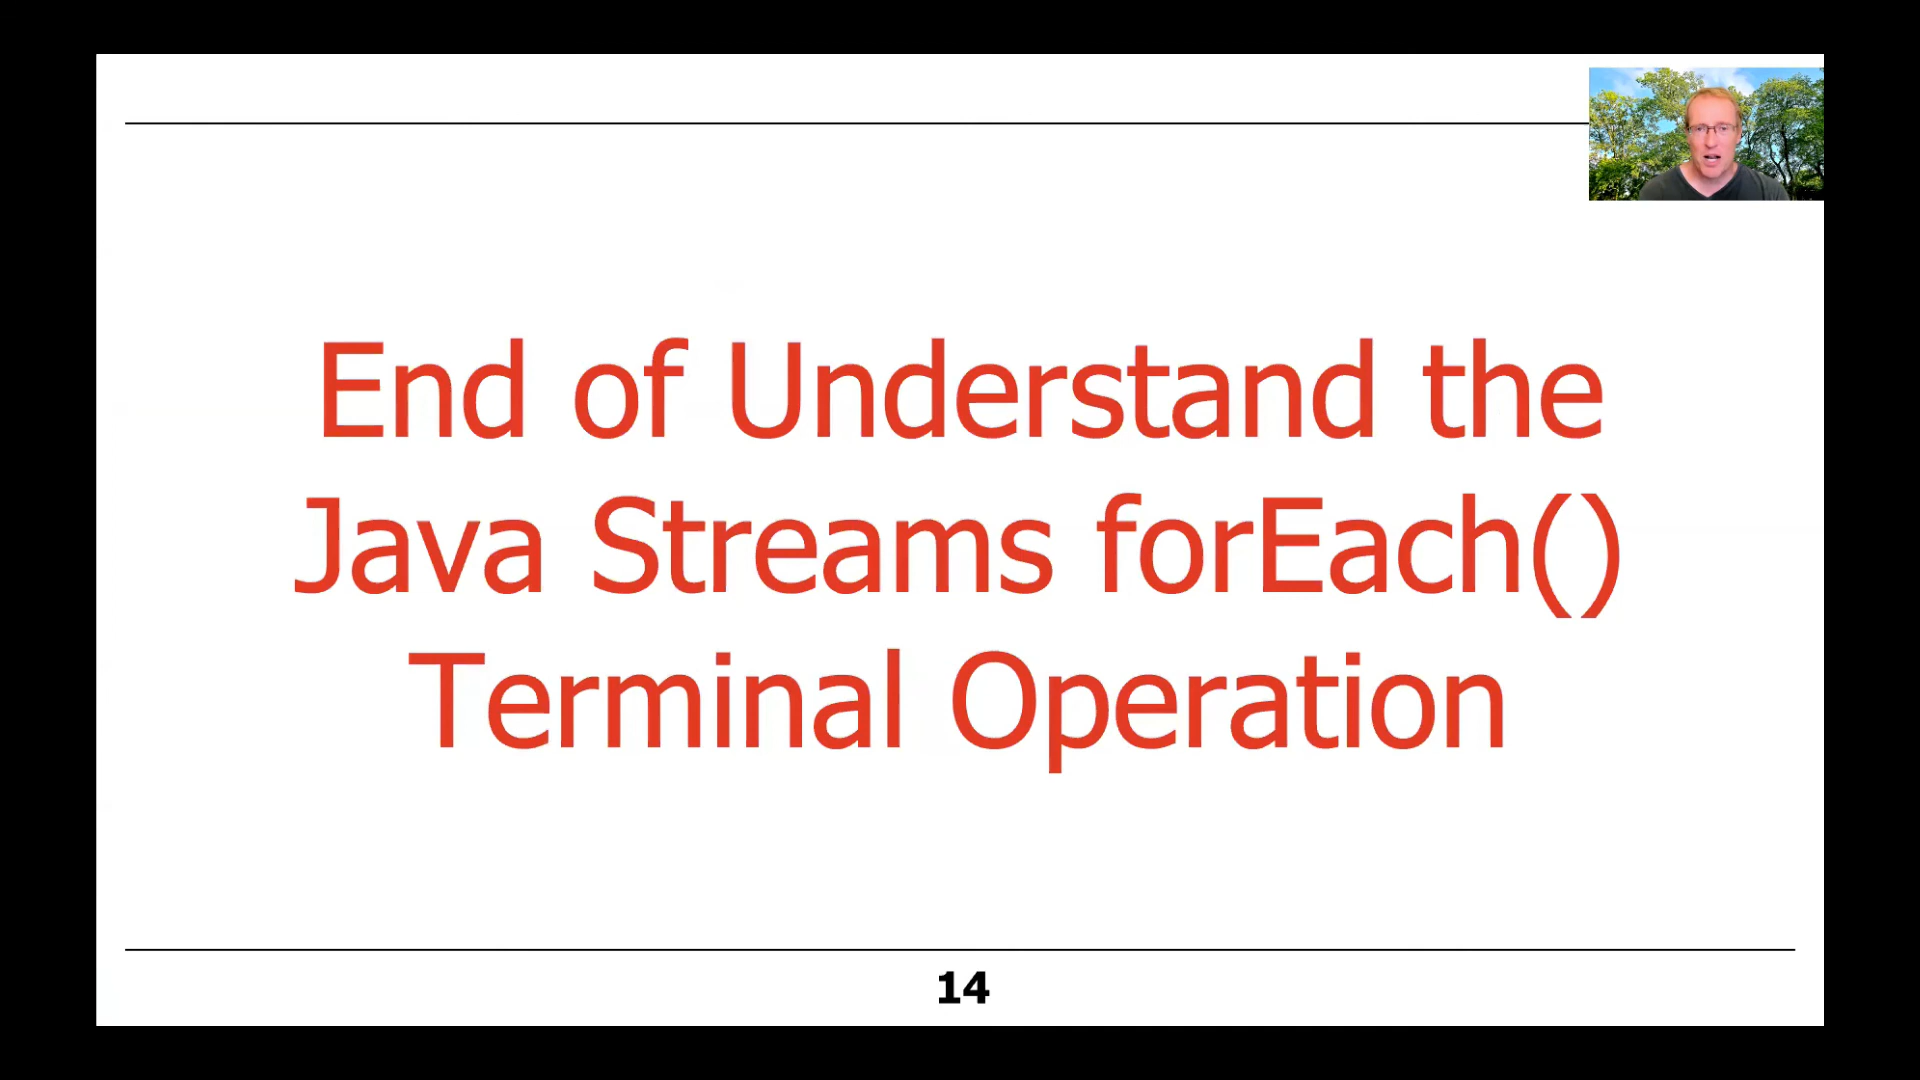 End of Understand the
Java Streams forEach()
Terminal Operation
14